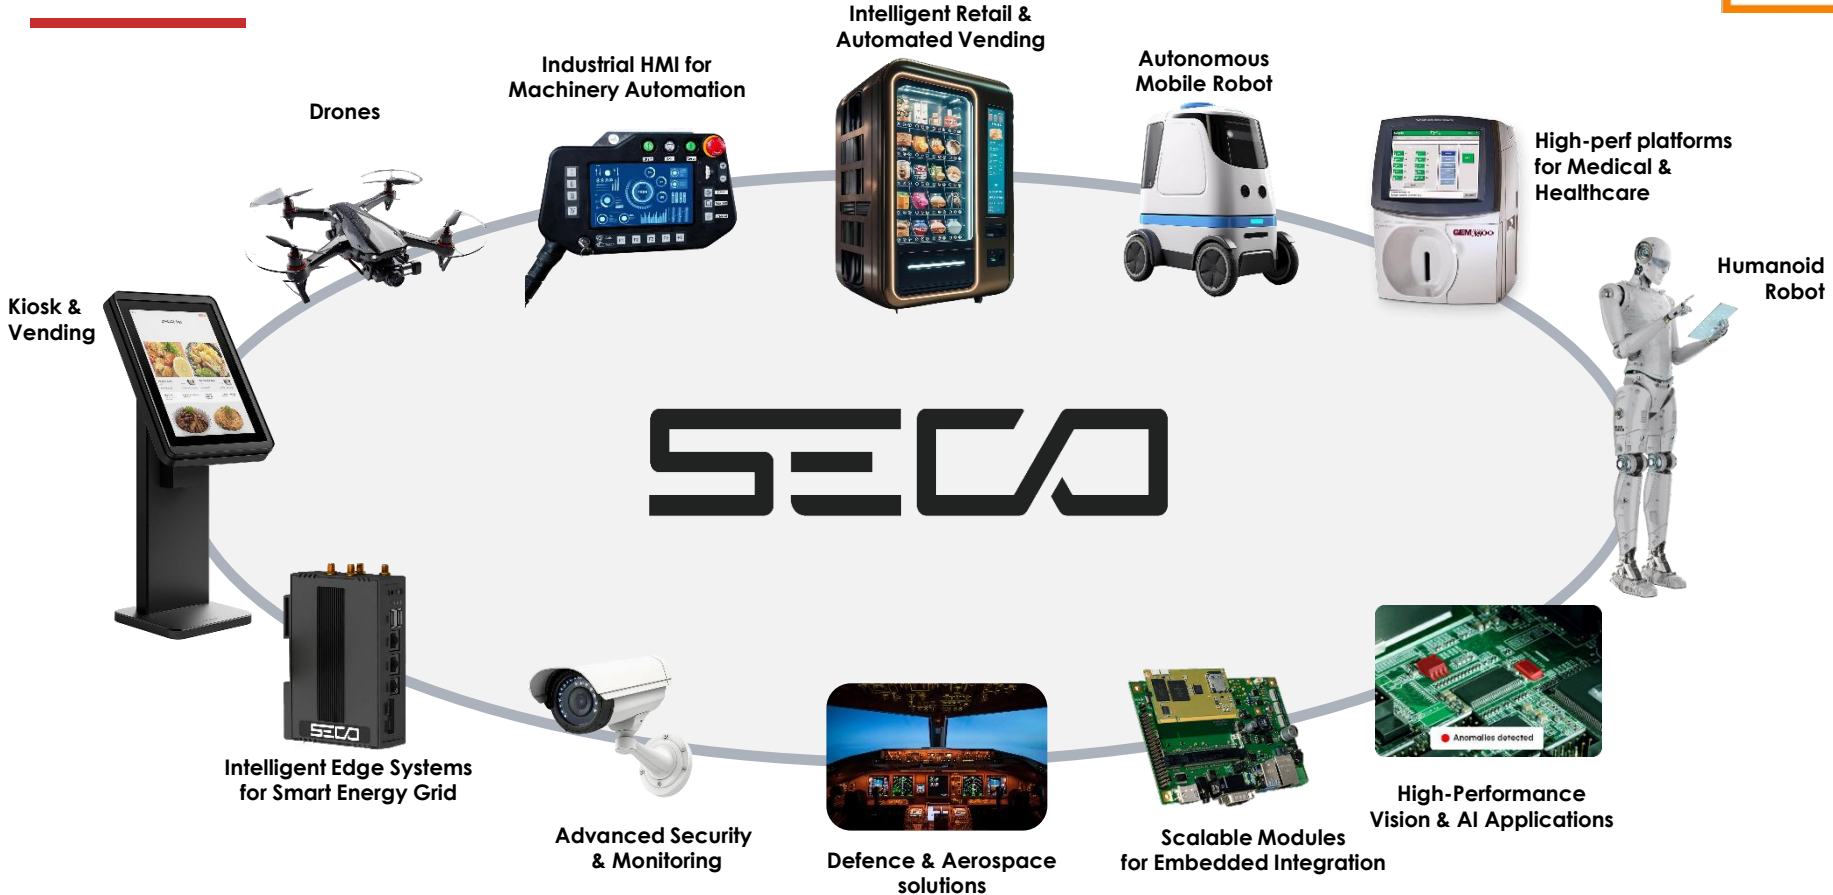 Intelligent Retail &
Automated Vending
Industrial HMI for
Machinery Automation
Autonomous
Mobile Robot
Drones
High-perf platforms
for Medical &
Healthcare
Humanoid
Robot
Kiosk &
Vending
SECO
SECO
Anomalies detected
Intelligent Edge Systems
for Smart Energy Grid
High-Performance
Vision & AI Applications
Advanced Security
& Monitoring
Scalable Modules
for Embedded Integration
Defence & Aerospace
solutions